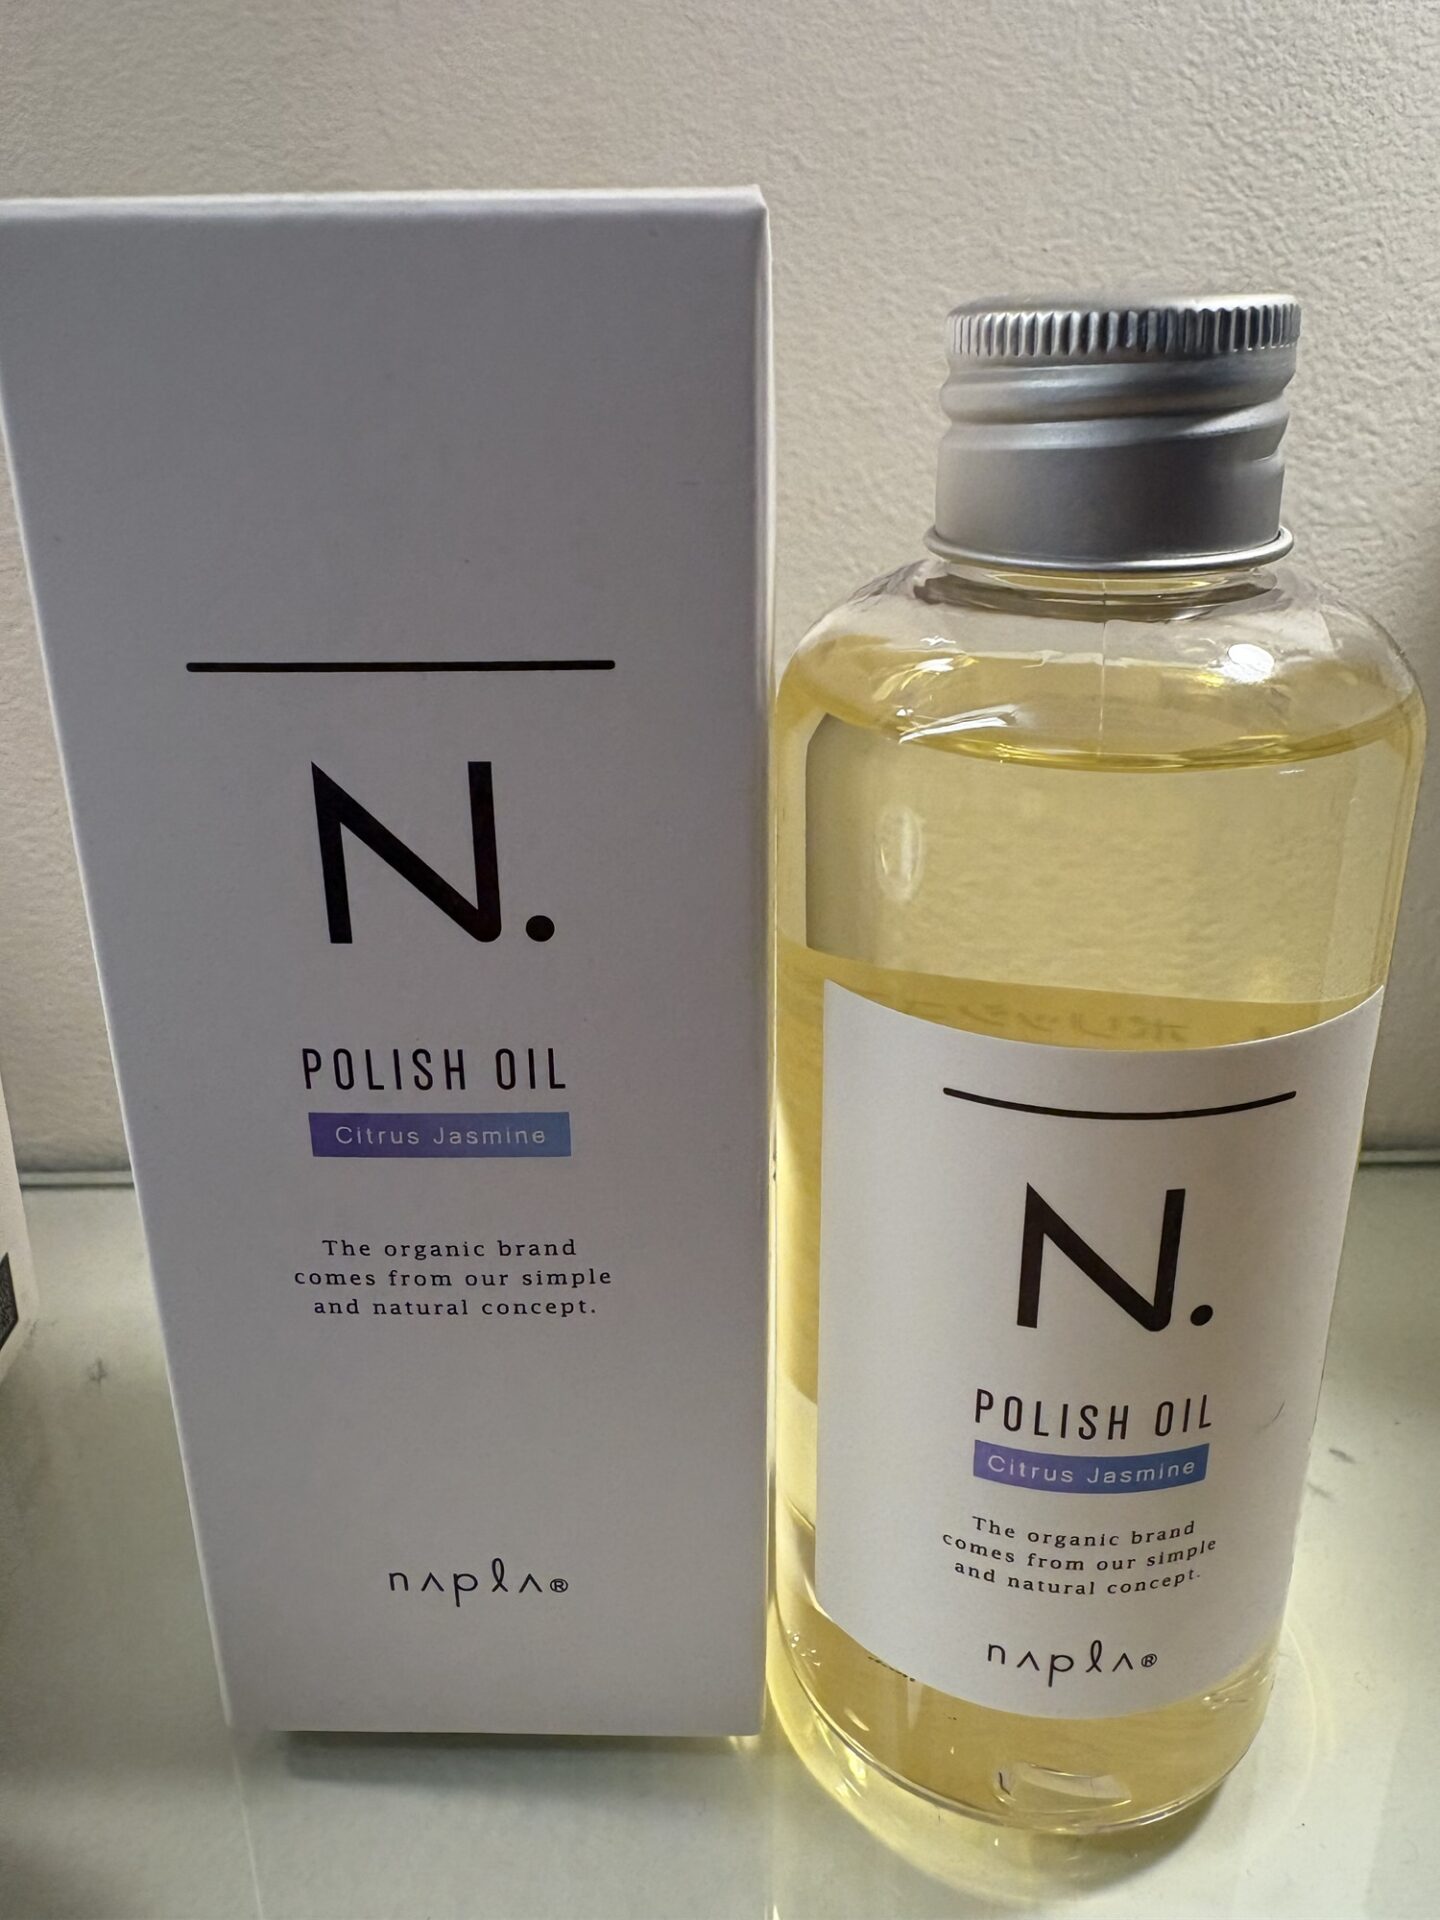 N.
POLISH OIL
Citrus Jasmine
The organic brand
comes from our simple
and natural concept.
napla®
N.
POLISH OIL
Citrus Jasmine
The organic brand
comes from our simple
and natural concept.
napla®